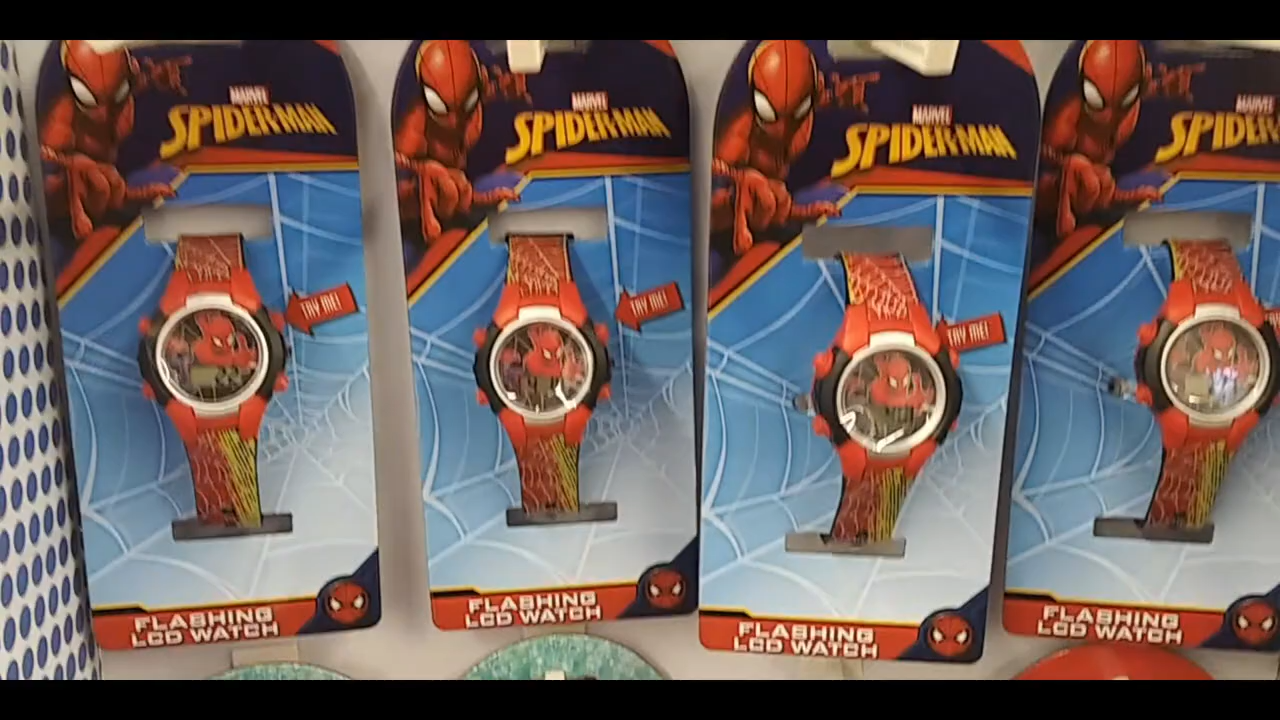 MARVEL
SPIDER-MAN
TRY ME!
FLASHING
LCD WATCH
MARVEL
SPIDER-MAN
TRY ME!
FLASHING
LCD WATCH
MARVEL
SPIDER-MAN
TRY ME!
FLASHING
LCD WATCH
MARVEL
SPIDER-
FLASHING
LCD WATCH